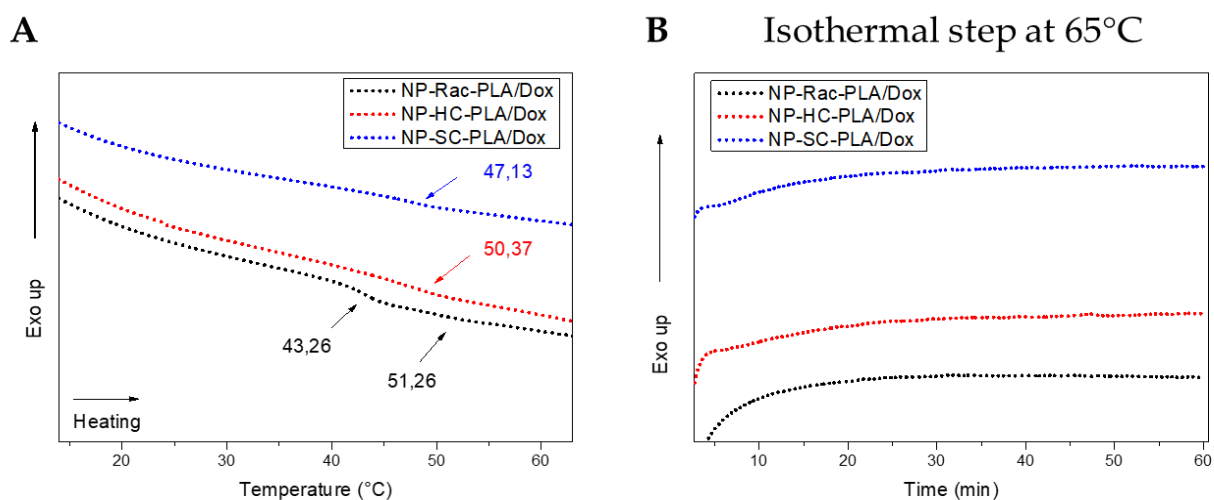 A
NP-Rac-PLA/Dox
NP-HC-PLA/Dox
NP-SC-PLA/Dox
47,13
50,37
43,26
51,26
Exo up
Heating
20
30
40
50
60
Temperature (°C)
B
Isothermal step at 65°C
NP-Rac-PLA/Dox
NP-HC-PLA/Dox
NP-SC-PLA/Dox
Exo up
10
20
30
40
50
60
Time (min)